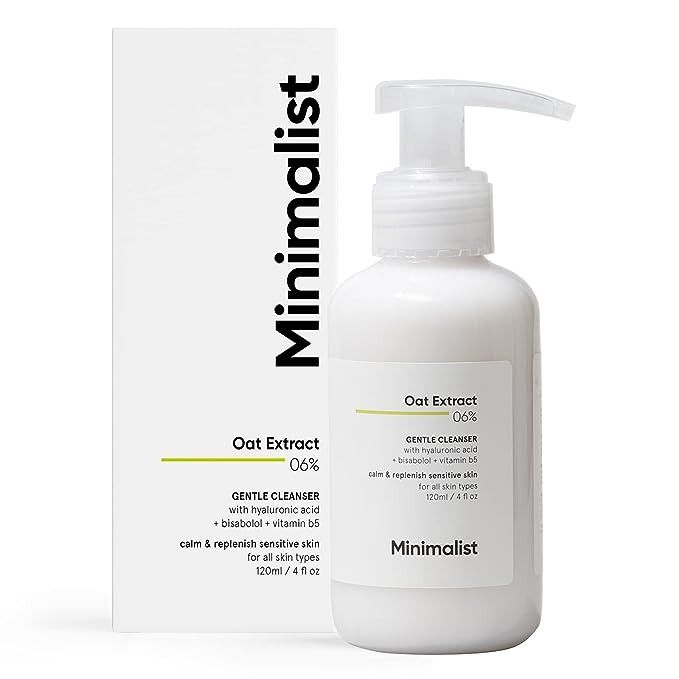 Minimalist
Oat Extract
06%
GENTLE CLEANSER
with hyaluronic acid
+ bisabolol + vitamin b5
calm & replenish sensitive skin
for all skin types
120ml / 4 fl oz
Oat Extract
06%
GENTLE CLEANSER
with hyaluronic acid
+ bisabolol + vitamin b5
calm & replenish sensitive skin
for all skin types
120ml / 4 fl oz
Minimalist